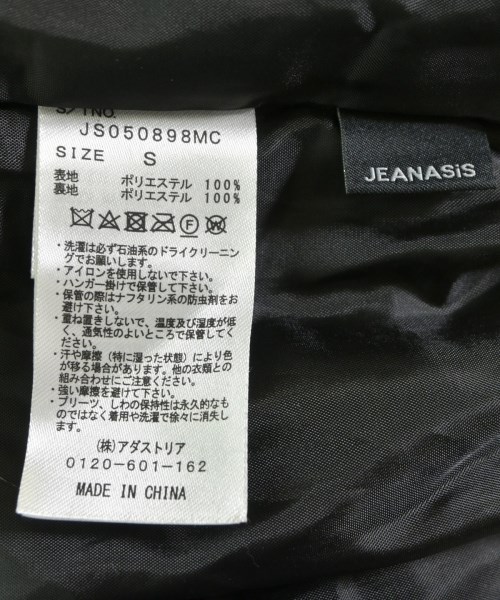 S/T NO.
JS050898MC
SIZE S
表地 ポリエステル 100%
裏地 ポリエステル 100%
・洗濯は必ず石油系のドライクリーニン
グでお願いします。
・アイロンを使用しないで下さい。
・ハンガー掛けで保管して下さい。
・保管の際はナフタリン系の防虫剤をお
避け下さい。
・重ね置きしないで、温度及び湿度が低
く、通気性のよいところで保管してく
ださい。
・汗や摩擦（特に湿った状態）により色
が移る場合があります。他の衣類との
組み合わせにご注意ください。
・強い摩擦を避けて下さい。
・プリーツ、しわの保持性は永久的なも
のではなく着用や洗濯で徐々に消失し
ます。
(株)アダストリア
0120-601-162
MADE IN CHINA
JEANASiS